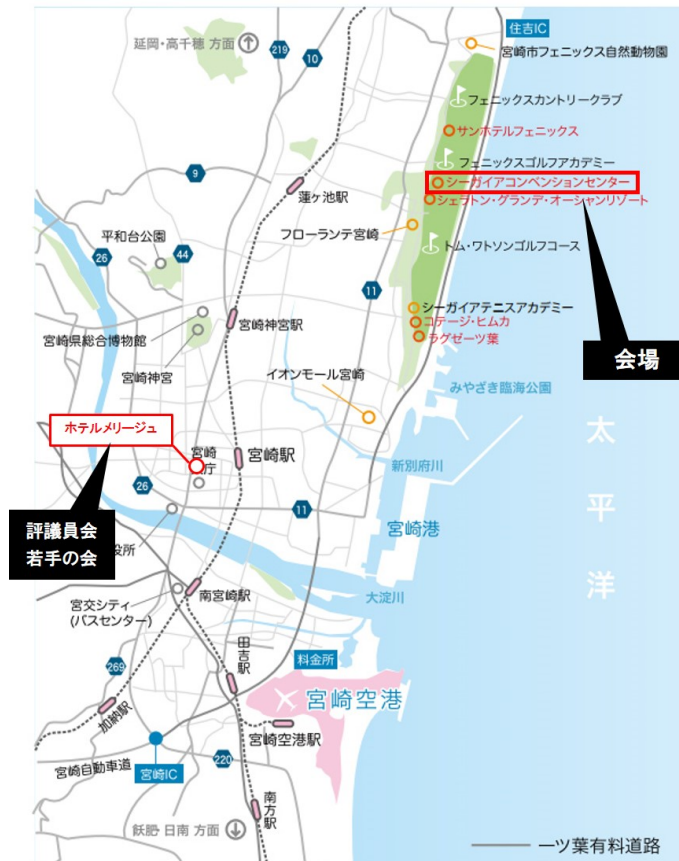 住吉IC
延岡・高千穂 方面
219
10
宮崎市フェニックス自然動物園
フェニックスカントリークラブ
サンホテルフェニックス
9
フェニックスゴルフアカデミー
蓮ヶ池駅
シーガイアコンベンションセンター
シェラトン・グランデ・オーシャンリゾート
平和台公園
フローランテ宮崎
26
44
トム・ワトソンゴルフコース
11
シーガイアテニスアカデミー
宮崎神宮駅
コテージ・ヒムカ
宮崎県総合博物館
ラグゼーツ葉
会場
宮崎神宮
イオンモール宮崎
みやざき臨海公園
太平洋
ホテルメリージュ
宮崎
宮崎駅
庁
新別府川
26
11
評議員会
若手の会
宮崎港
役所
南宮崎駅
大淀川
宮交シティ
(バスセンター)
田吉駅
料金所
269
宮崎空港
加納駅
宮崎空港駅
宮崎自動車道
宮崎IC
220
南方駅
飫肥・日南 方面
一ツ葉有料道路